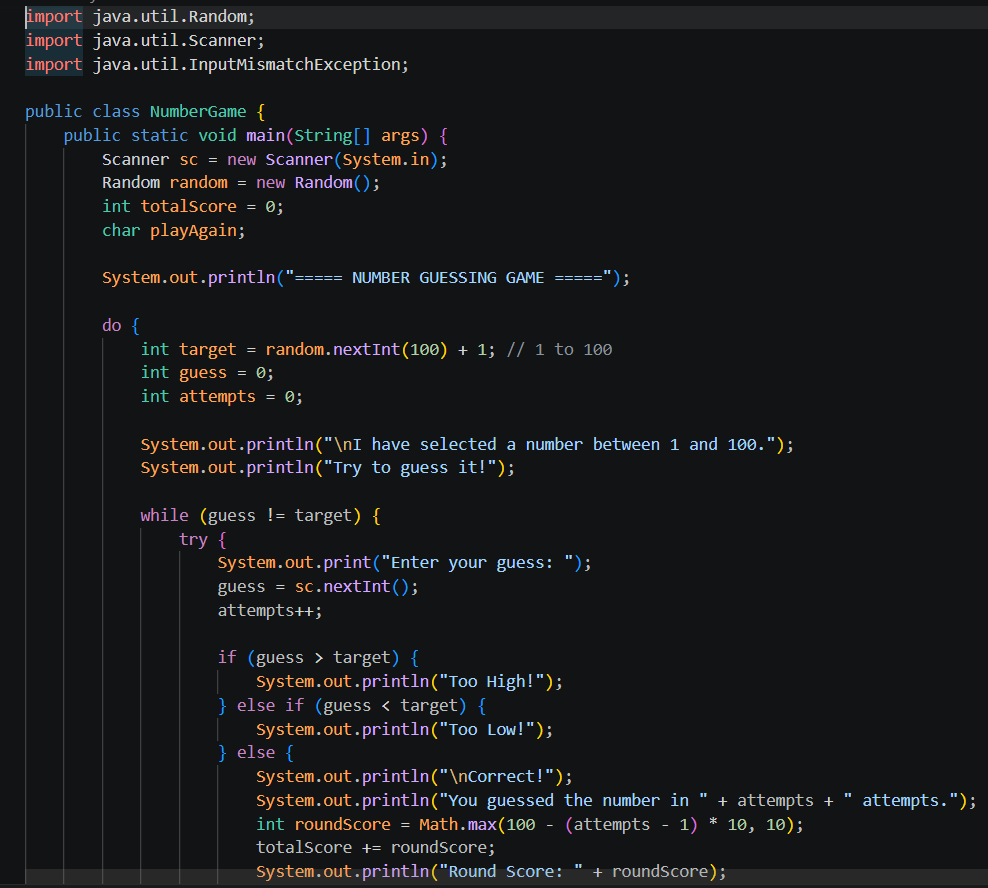 import java.util.Random;
import java.util.Scanner;
import java.util.InputMismatchException;

public class NumberGame {
    public static void main(String[] args) {
        Scanner sc = new Scanner(System.in);
        Random random = new Random();
        int totalScore = 0;
        char playAgain;

        System.out.println("===== NUMBER GUESSING GAME =====");

        do {
            int target = random.nextInt(100) + 1; // 1 to 100
            int guess = 0;
            int attempts = 0;

            System.out.println("\nI have selected a number between 1 and 100.");
            System.out.println("Try to guess it!");

            while (guess != target) {
                try {
                    System.out.print("Enter your guess: ");
                    guess = sc.nextInt();
                    attempts++;

                    if (guess > target) {
                        System.out.println("Too High!");
                    } else if (guess < target) {
                        System.out.println("Too Low!");
                    } else {
                        System.out.println("\nCorrect!");
                        System.out.println("You guessed the number in " + attempts + " attempts.");
                        int roundScore = Math.max(100 - (attempts - 1) * 10, 10);
                        totalScore += roundScore;
                        System.out.println("Round Score: " + roundScore);